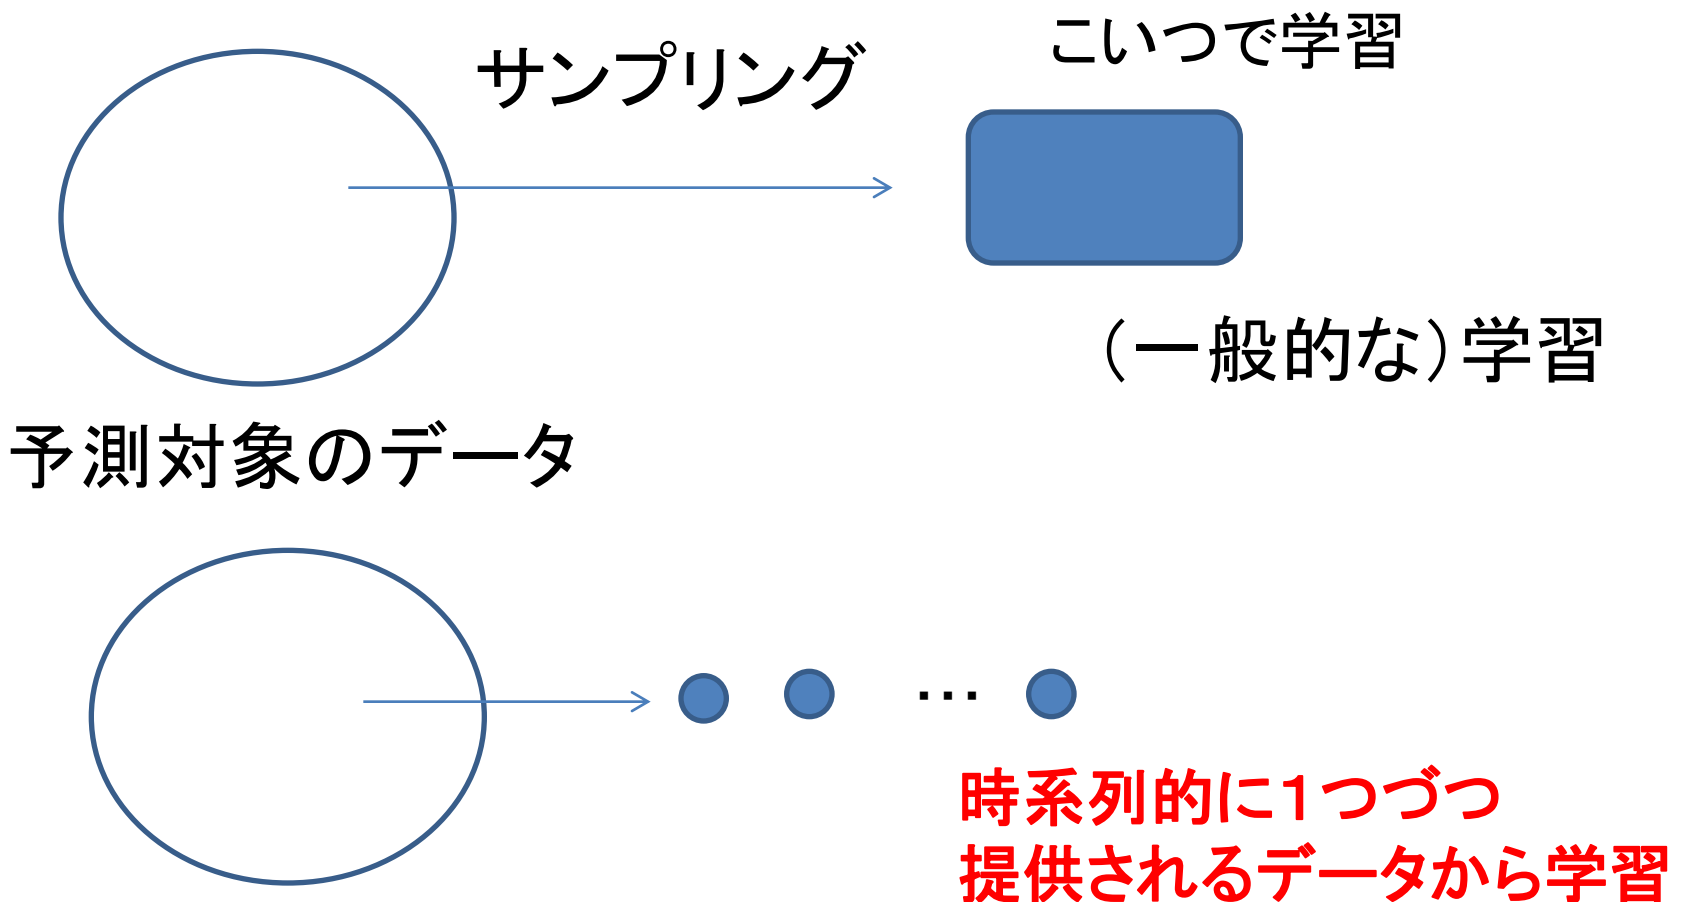 サンプリング
こいつで学習
（一般的な）学習
予測対象のデータ
…
時系列的に１つづつ
提供されるデータから学習